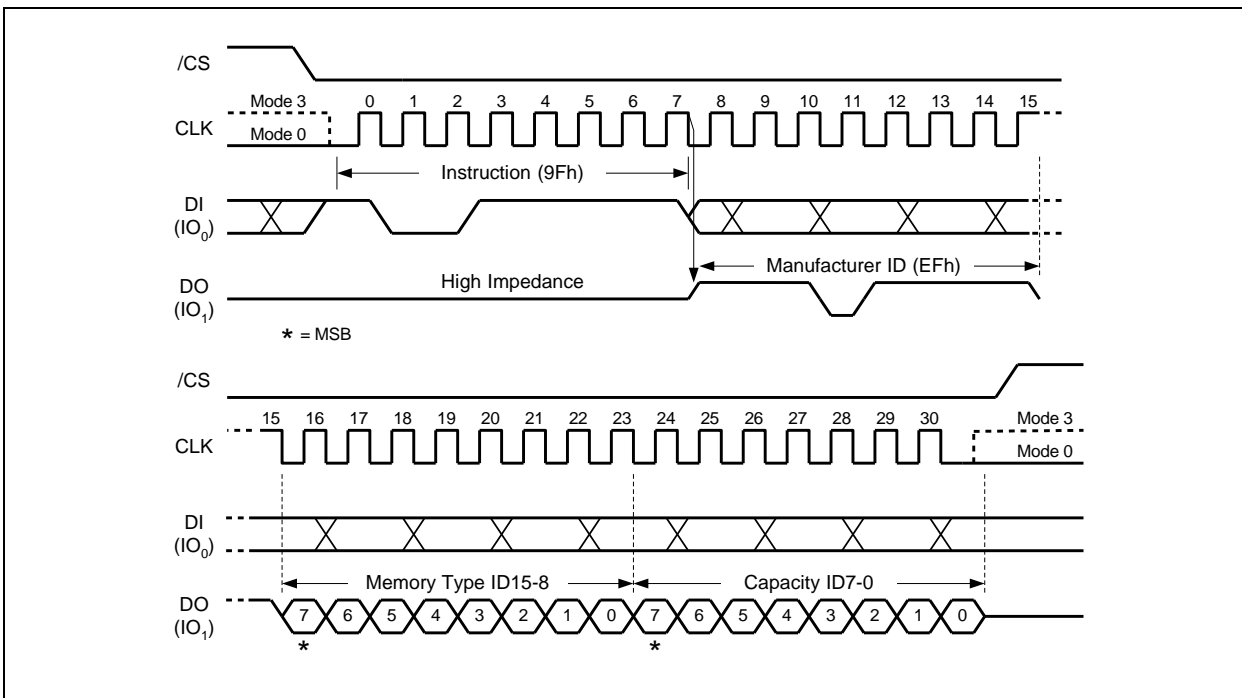 /CS
Mode 3
0 1 2 3 4 5 6 7 8 9 10 11 12 13 14 15
CLK
Mode 0
Instruction (9Fh)
DI
(IO₀)
Manufacturer ID (EFh)
High Impedance
DO
(IO₁)
* = MSB
/CS
15 16 17 18 19 20 21 22 23 24 25 26 27 28 29 30
Mode 3
CLK
Mode 0
DI
(IO₀)
Memory Type ID15-8
Capacity ID7-0
DO
(IO₁)
7 6 5 4 3 2 1 0 7 6 5 4 3 2 1 0
* *